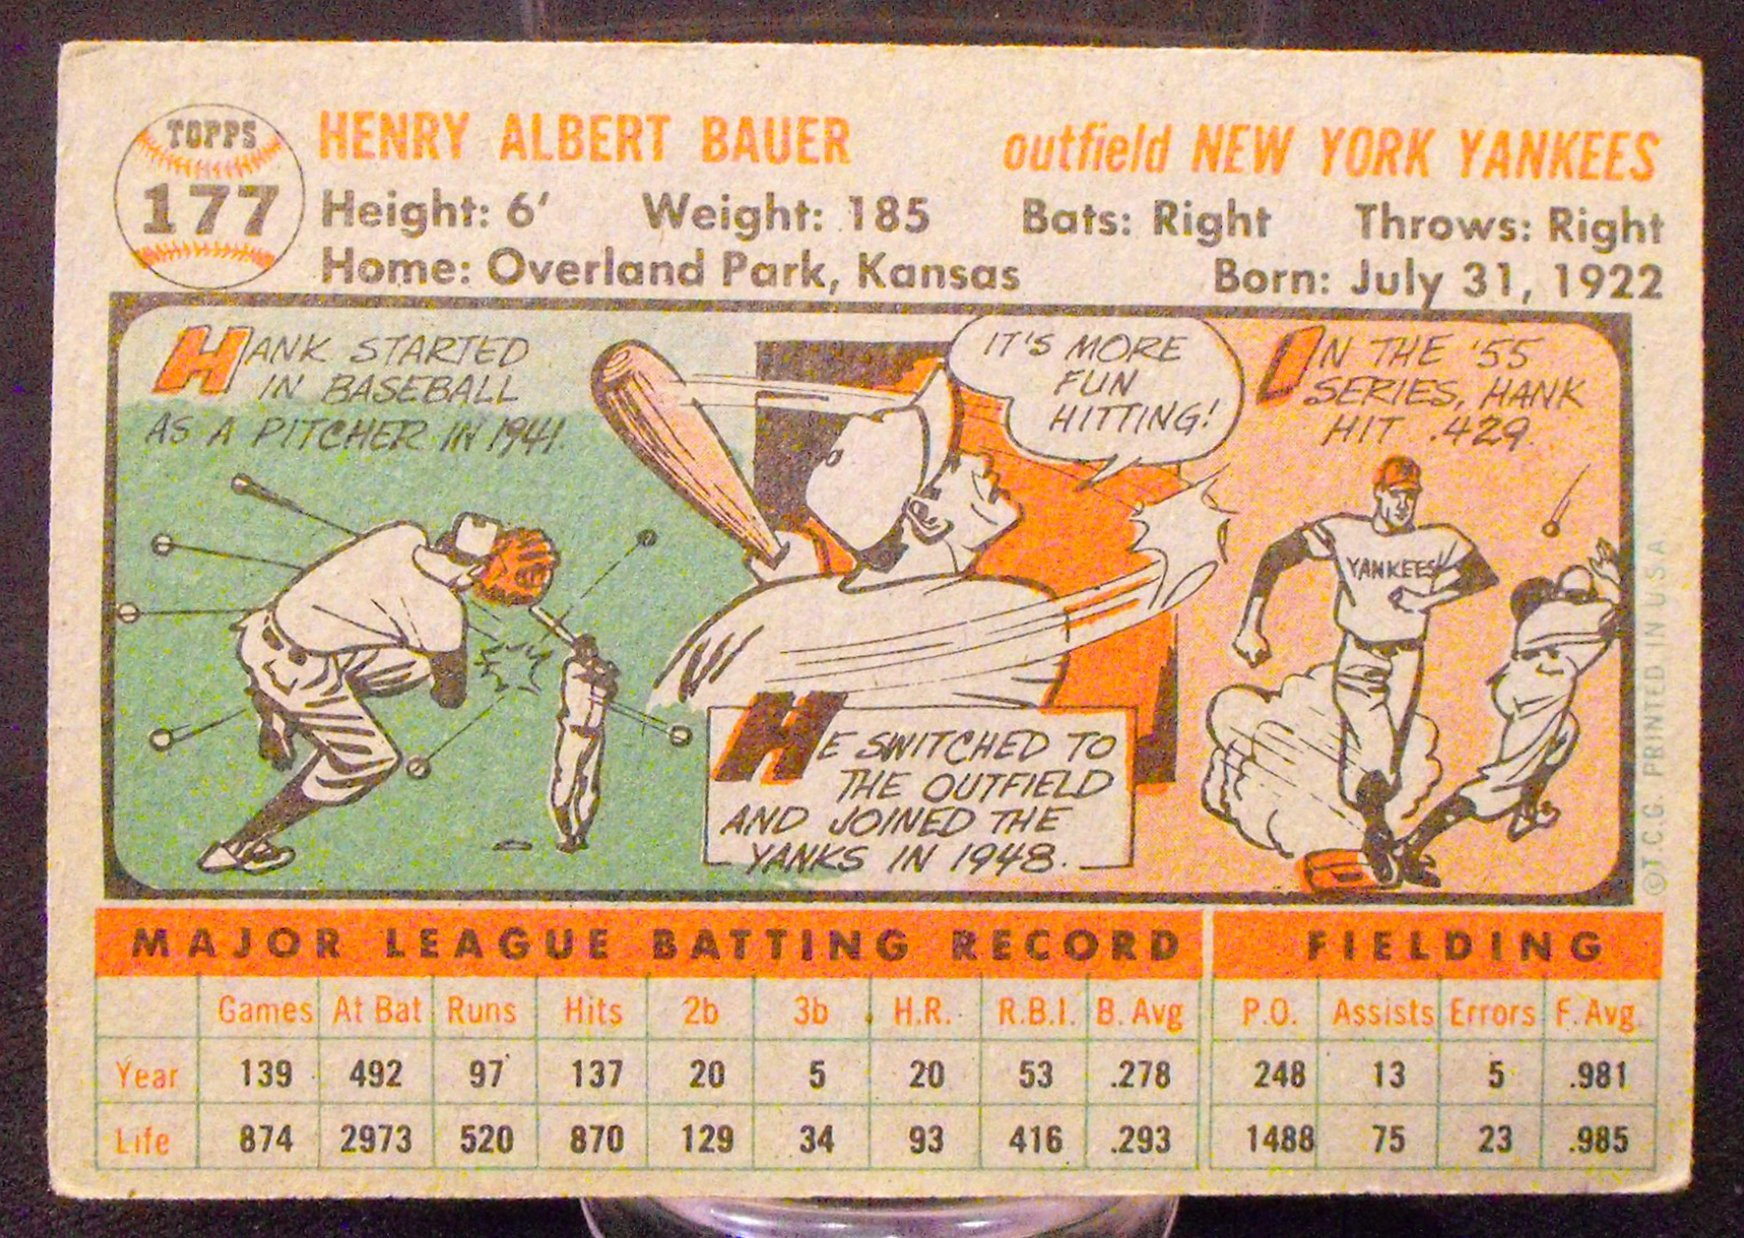 TOPPS
177
HENRY ALBERT BAUER outfield NEW YORK YANKEES
Height: 6' Weight: 185 Bats: Right Throws: Right
Home: Overland Park, Kansas Born: July 31, 1922
HANK STARTED
IN BASEBALL
AS A PITCHER IN 1941.
IT'S MORE
FUN
HITTING!
HE SWITCHED TO
THE OUTFIELD
AND JOINED THE
YANKS IN 1948.
IN THE '55
SERIES, HANK
HIT .429.
YANKEES
© T.C.G. PRINTED IN U.S.A.
MAJOR LEAGUE BATTING RECORD FIELDING
Games At Bat Runs Hits 2b 3b H.R. R.B.I. B. Avg P.O. Assists Errors F. Avg.
Year 139 492 97 137 20 5 20 53 .278 248 13 5 .981
Life 874 2973 520 870 129 34 93 416 .293 1488 75 23 .985